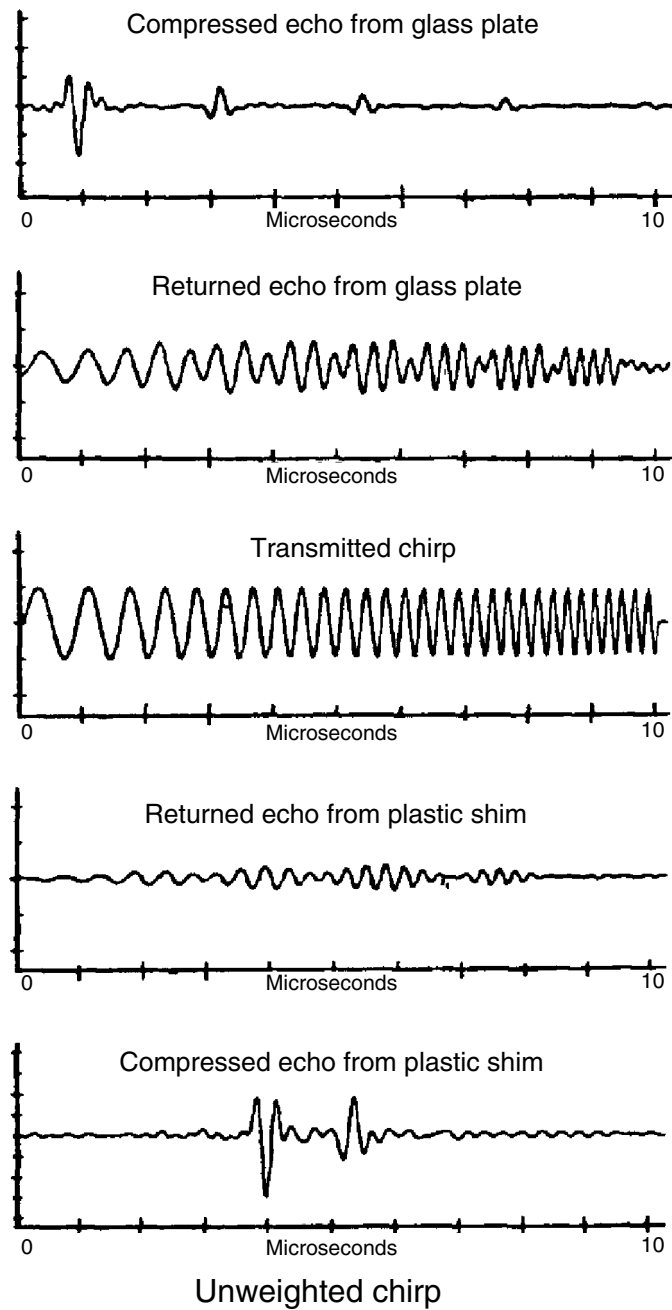 Compressed echo from glass plate
0 Microseconds 10
Returned echo from glass plate
0 Microseconds 10
Transmitted chirp
0 Microseconds 10
Returned echo from plastic shim
0 Microseconds 10
Compressed echo from plastic shim
0 Microseconds 10
Unweighted chirp